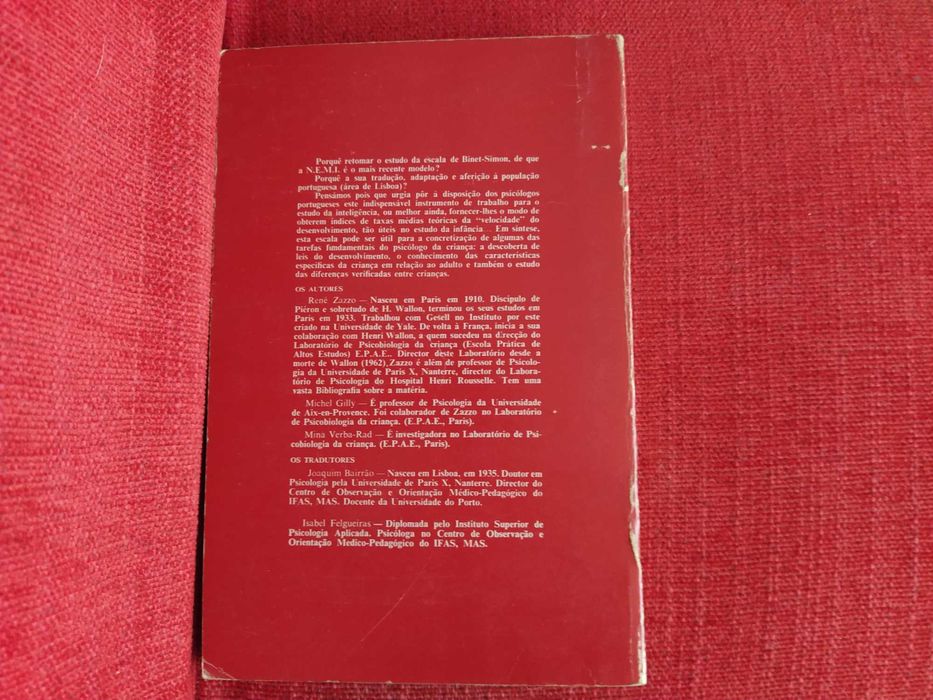 Porquê retomar o estudo da escala de Binet-Simon, de que
a N.E.M.I. é o mais recente modelo?
Porquê a sua tradução, adaptação e aferição à população
portuguesa (área de Lisboa)?
Pensámos pois que urgia pôr à disposição dos psicólogos
portugueses este indispensável instrumento de trabalho para o
estudo da inteligência, ou melhor ainda, fornecer-lhes o modo de
obterem índices de taxas médias teóricas da "velocidade" do
desenvolvimento, tão úteis no estudo da infância... Em síntese,
esta escala pode ser útil para a concretização de algumas das
tarefas fundamentais do psicólogo da criança: a descoberta de
leis do desenvolvimento, o conhecimento das características
específicas da criança em relação ao adulto e também o estudo
das diferenças verificadas entre crianças.
OS AUTORES
René Zazzo — Nasceu em Paris em 1910. Discípulo de
Piéron e sobretudo de H. Wallon, terminou os seus estudos em
Paris em 1933. Trabalhou com Gesell no Instituto por este
criado na Universidade de Yale. De volta à França, inicia a sua
colaboração com Henri Wallon, a quem sucedeu na direcção do
Laboratório de Psicobiologia da criança (Escola Prática de
Altos Estudos) E.P.A.E.. Director dêste Laboratório desde a
morte de Wallon (1962) Zazzo é além de professor de Psicolo-
gia da Universidade de Paris X, Nanterre, director do Labora-
tório de Psicologia do Hospital Henri Rousselle. Tem uma
vasta Bibliografia sobre a matéria.
Michel Gilly — É professor de Psicologia da Universidade
de Aix-en-Provence. Foi colaborador de Zazzo no Laboratório
de Psicobiologia da criança. (E.P.A.E., Paris).
Mina Verba-Rad — É investigadora no Laboratório de Psi-
cobiologia da criança. (E.P.A.E., Paris).
OS TRADUTORES
Joaquim Bairrão — Nasceu em Lisboa, em 1935. Doutor em
Psicologia pela Universidade de Paris X, Nanterre. Director do
Centro de Observação e Orientação Médico-Pedagógico do
IFAS, MAS. Docente da Universidade do Porto.
Isabel Felgueiras — Diplomada pelo Instituto Superior de
Psicologia Aplicada. Psicóloga no Centro de Observação e
Orientação Medico-Pedagógico do IFAS, MAS.